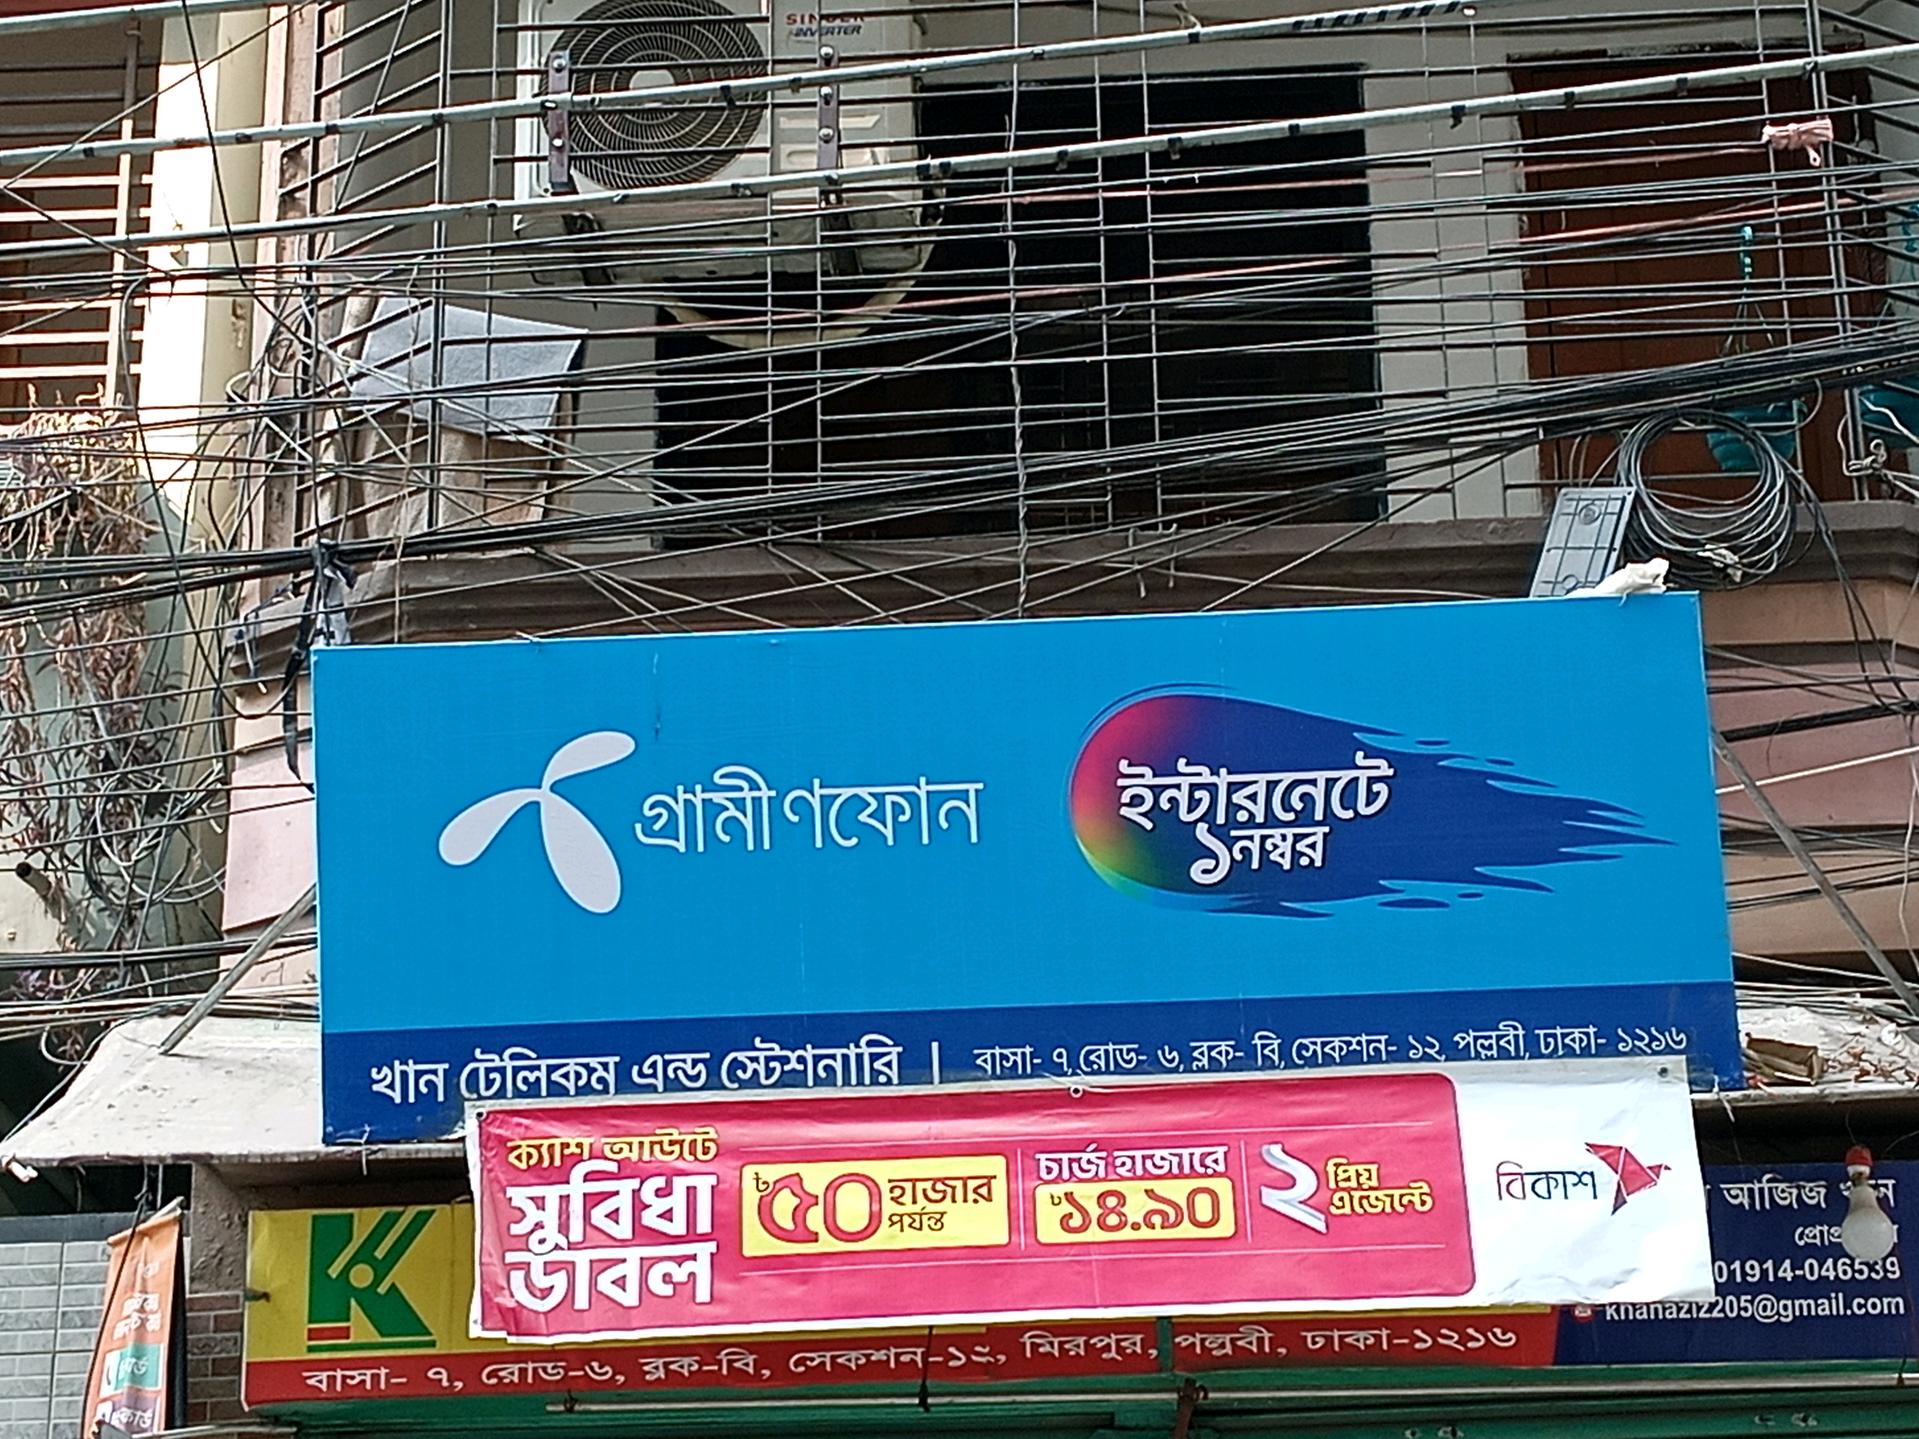 SINGER
INVERTER
গ্রামীণফোন
ইন্টারনেটে
১নম্বর
খান টেলিকম এন্ড স্টেশনারি | বাসা- ৭, রোড- ৬, ব্লক- বি, সেকশন- ১২, পল্লবী, ঢাকা- ১২১৬
ক্যাশ আউটে
সুবিধা
ডাবল
৳৫০ হাজার
পর্যন্ত
চার্জ হাজারে
৳১৪.৯০
২ প্রিয়
এজেন্টে
বিকাশ
আজিজ খান
01914-046539
khanaziz205@gmail.com
বাসা- ৭, রোড-৬, ব্লক-বি, সেকশন-১২, মিরপুর, পল্লবী, ঢাকা-১২১৬